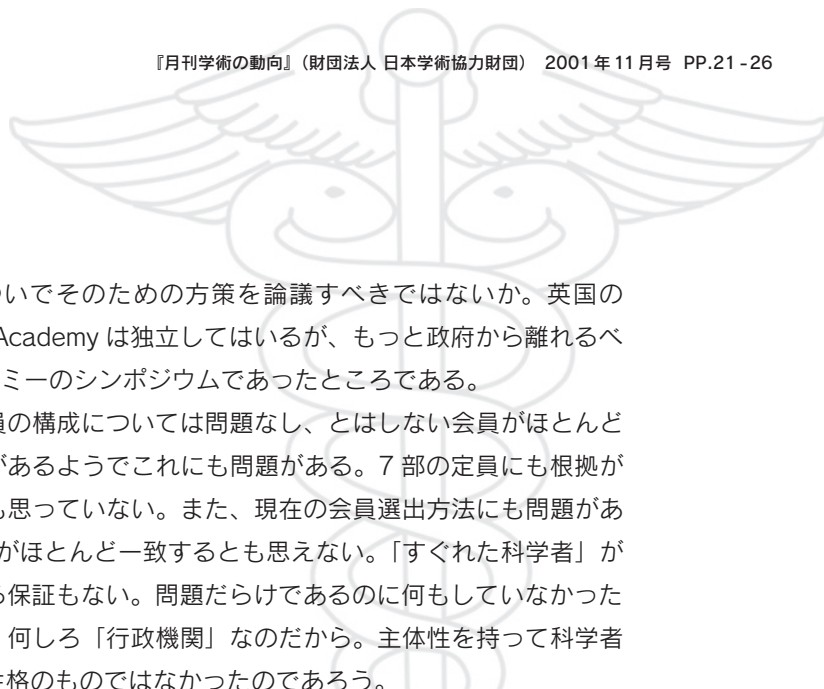 『月刊学術の動向』（財団法人 日本学術協力財団） 2001年11月号 PP.21-26
いでそのための方策を論議すべきではないか。英国の
Academy は独立してはいるが、もっと政府から離れるべ
ミーのシンポジウムであったところである。
員の構成については問題なし、とはしない会員がほとんど
があるようでこれにも問題がある。7 部の定員にも根拠が
思っていない。また、現在の会員選出方法にも問題があ
がほとんど一致するとも思えない。「すぐれた科学者」が
保証もない。問題だらけであるのに何もしていなかった
何しろ「行政機関」なのだから。主体性を持って科学者
格のものではなかったのであろう。